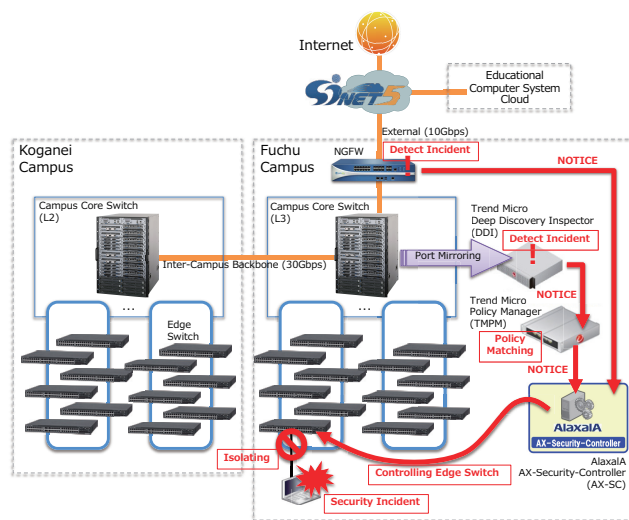 Internet
SINET5
Educational
Computer System
Cloud
External (10Gbps)
Koganei
Campus
Fuchu
Campus
NGFW
Detect Incident
NOTICE
Campus Core Switch
(L2)
Campus Core Switch
(L3)
Trend Micro
Deep Discovery Inspector
(DDI)
Detect Incident
Port Mirroring
Inter-Campus Backbone (30Gbps)
NOTICE
...
...
Edge
Switch
Trend Micro
Policy Manager
(TMPM)
Policy
Matching
NOTICE
AlaxalA
AX-Security-Controller
Isolating
Controlling Edge Switch
AlaxalA
AX-Security-Controller
(AX-SC)
Security Incident